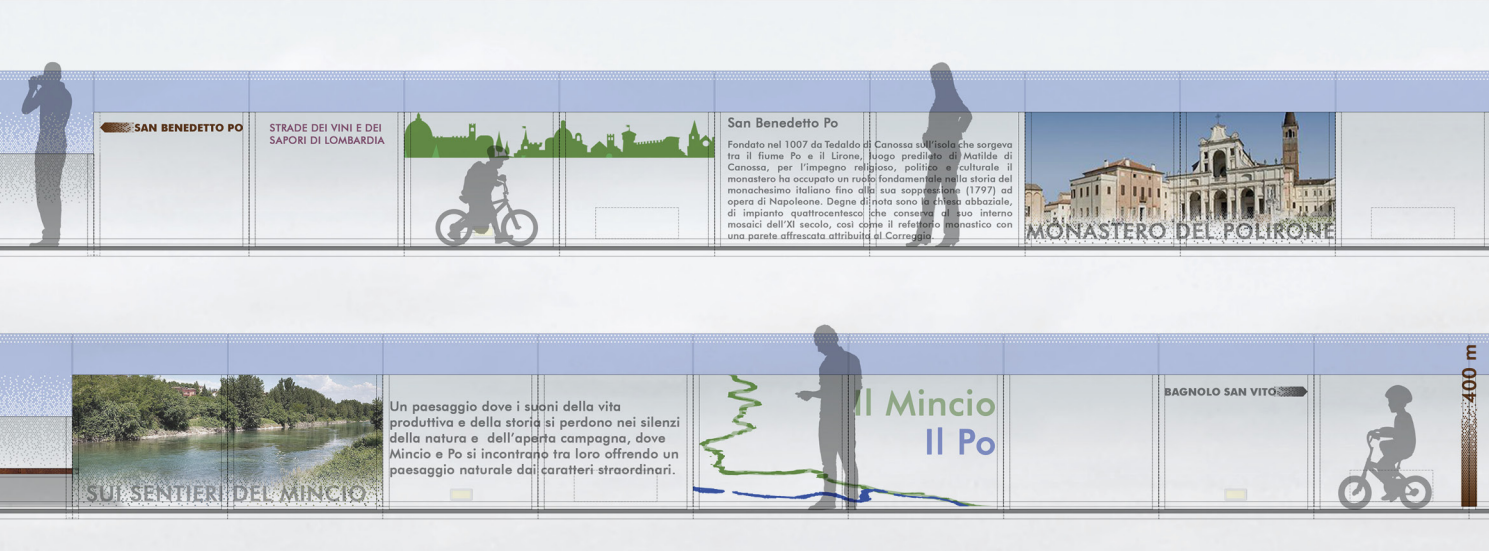 SAN BENEDETTO PO
STRADE DEI VINI E DEI
SAPORI DI LOMBARDIA
San Benedetto Po
Fondato nel 1007 da Tedaldo di Canossa sull'isola che sorgeva
tra il fiume Po e il Lirone, luogo predilato di Matilde di
Canossa, per l'impegno religioso, politico e culturale il
monastero ha occupato un ruolo fondamentale nella storia del
monachesimo italiano fino alla sua soppressione (1797) ad
opera di Napoleone. Degne di nota sono la chiesa abbaziale,
di impianto quattrocentesco che conserva al suo interno
mosaici dell'XI secolo, così come il refettorio monastico con
una parete affrescata attribuita al Correggio.
MONASTERO DEL POLIRONE
SUI SENTIERI DEL MINCIO
Un paesaggio dove i suoni della vita
produttiva e della storia si perdono nei silenzi
della natura e dell'aperta campagna, dove
Mincio e Po si incontrano tra loro offrendo un
paesaggio naturale dai caratteri straordinari.
Il Mincio
Il Po
BAGNOLO SAN VITO
400 m